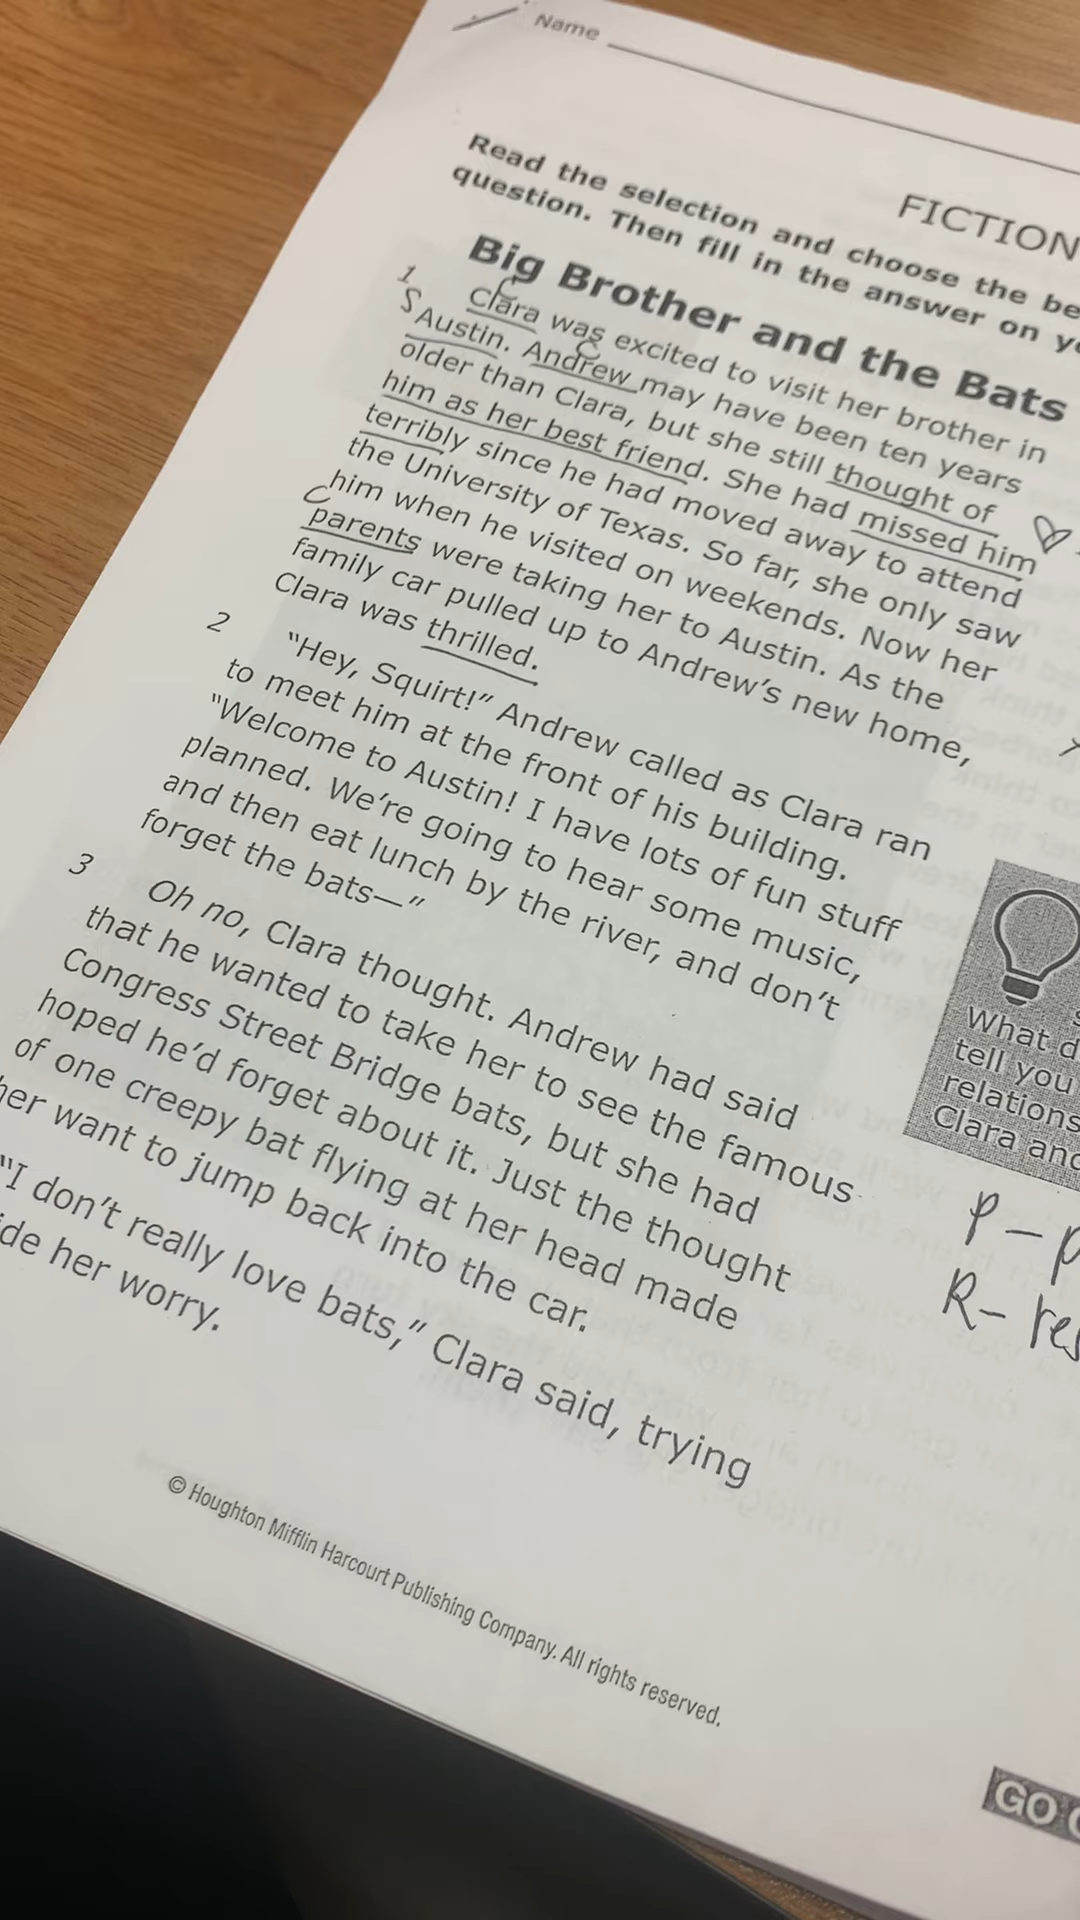 Name
FICTION
Read the selection and choose the
question. Then fill in the answer on
Big Brother and the Bats
1 Clara was excited to visit her brother in
S C C
Austin. Andrew may have been ten years
older than Clara, but she still thought of
him as her best friend. She had missed him
terribly since he had moved away to attend
the University of Texas. So far, she only saw
him when he visited on weekends. Now her
C
parents were taking her to Austin. As the
family car pulled up to Andrew's new home,
Clara was thrilled.
2 "Hey, Squirt!" Andrew called as Clara ran
to meet him at the front of his building.
"Welcome to Austin! I have lots of fun stuff
planned. We're going to hear some music,
and then eat lunch by the river, and don't
forget the bats—"
3 Oh no, Clara thought. Andrew had said
that he wanted to take her to see the famous
Congress Street Bridge bats, but she had
hoped he'd forget about it. Just the thought
of one creepy bat flying at her head made
her want to jump back into the car.
"I don't really love bats," Clara said, trying
her worry.
What
tell you
Clara
P –
R –
© Houghton Mifflin Harcourt Publishing Company. All rights reserved.
GO